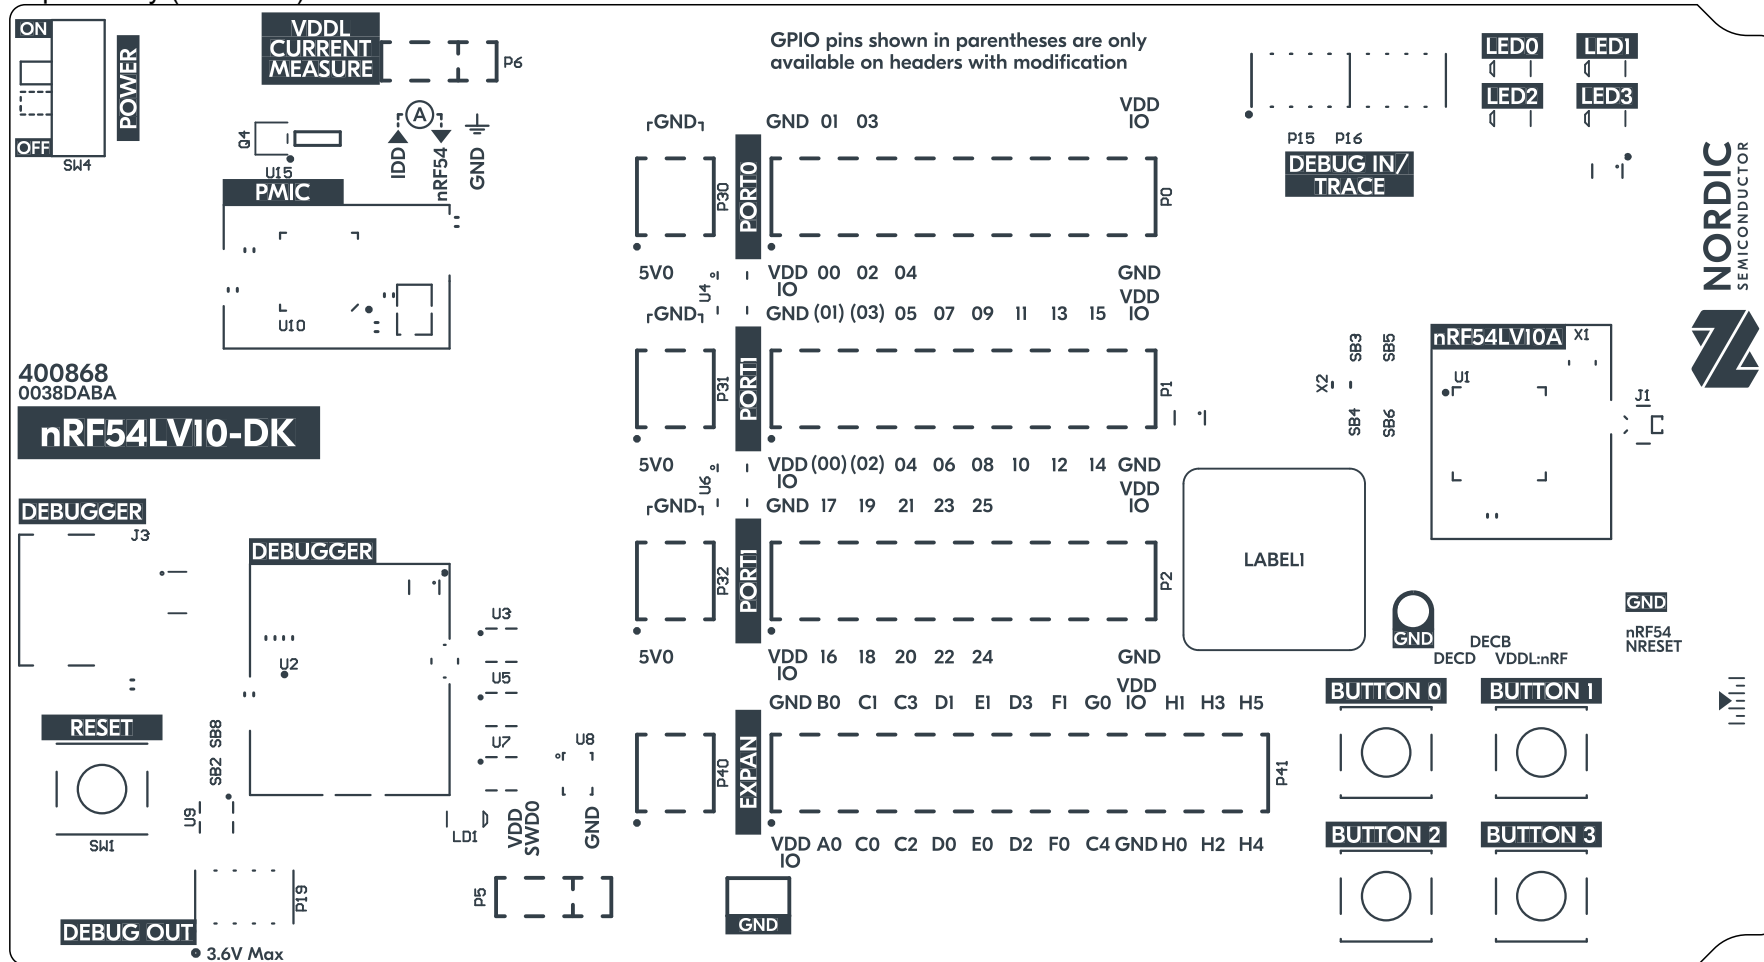 ON
POWER
OFF
SW4
VDDL
CURRENT
MEASURE
P6
A
IDD
nRF54
GND
Q4
U15
PMIC
U10
400868
0038DABA
nRF54LV10-DK
GPIO pins shown in parentheses are only
available on headers with modification
GND
GND 01 03
VDD
IO
P30
PORT0
P0
5V0
VDD
IO
00 02 04
GND
U4
GND
GND (01) (03) 05 07 09 11 13 15
VDD
IO
P31
PORT1
P1
5V0
VDD
IO
(00) (02) 04 06 08 10 12 14 GND
U6
GND
GND 17 19 21 23 25
VDD
IO
P32
PORT1
P2
5V0
VDD
IO
16 18 20 22 24
GND
GND B0 C1 C3 D1 E1 D3 F1 G0
VDD
IO
H1 H3 H5
P40
EXPAN
P41
VDD
IO
A0 C0 C2 D0 E0 D2 F0 C4 GND H0 H2 H4
GND
LED0
LED1
LED2
LED3
P15 P16
DEBUG IN/
TRACE
NORDIC
SEMICONDUCTOR
SB3
SB5
X2
SB4
SB6
nRF54LV10A
X1
U1
J1
LABEL1
GND
GND
nRF54
NRESET
DECB
DECD
VDDL:nRF
BUTTON 0
BUTTON 1
BUTTON 2
BUTTON 3
DEBUGGER
J3
DEBUGGER
U2
U3
U5
U7
U8
RESET
SW1
SB2
SB8
U9
LD1
VDD
SWD0
GND
P5
P19
DEBUG OUT
3.6V Max